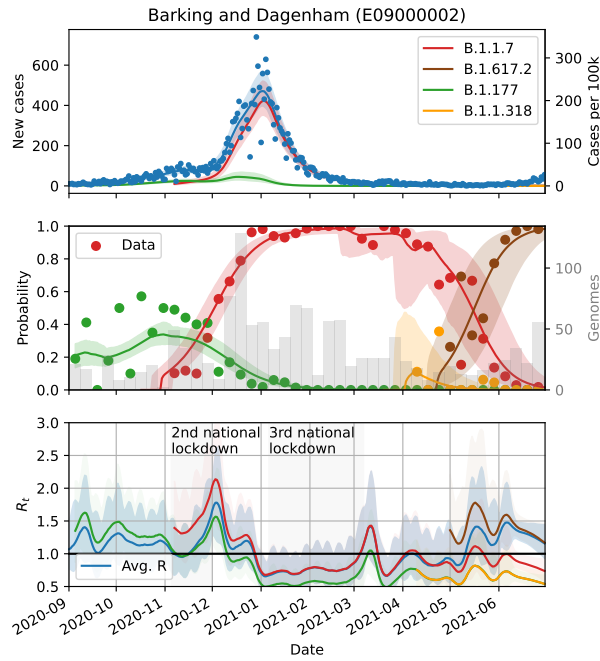 Barking and Dagenham (E09000002)
600
400
200
0
New cases
300
200
100
0
Cases per 100k
B.1.1.7
B.1.617.2
B.1.177
B.1.1.318
1.0
0.8
0.6
0.4
0.2
0.0
Probability
Data
100
50
0
Genomes
3.0
2.5
2.0
1.5
1.0
0.5
Rt
2nd national
lockdown
3rd national
lockdown
Avg. R
2020-09
2020-10
2020-11
2020-12
2021-01
2021-02
2021-03
2021-04
2021-05
2021-06
Date